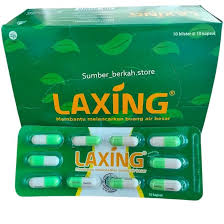 10 blister @ 10 kapsul
Sumber_berkah.store
LAXING®
Membantu melancarkan buang air besar
LAXING®
10 kapsul